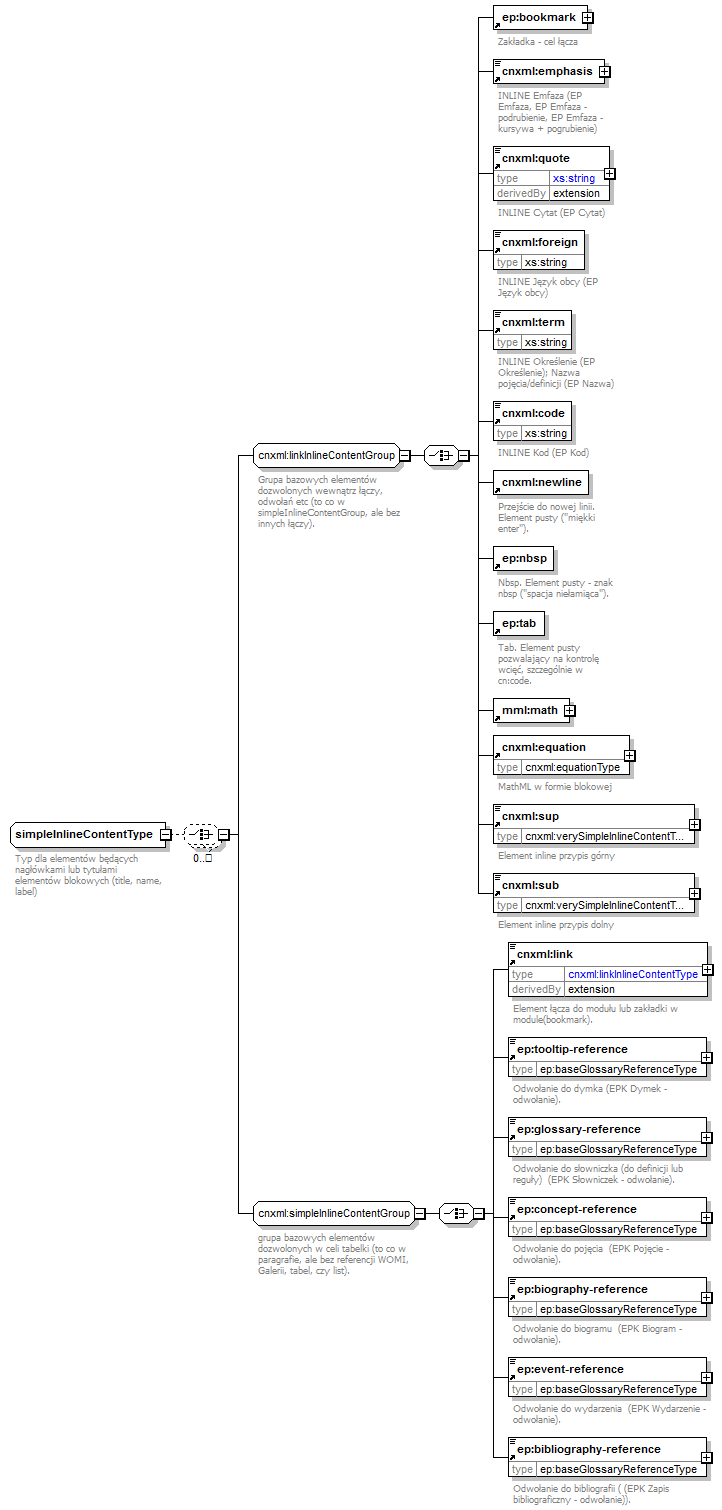 ep:bookmark
Zakładka - cel łącza
cnxml:emphasis
INLINE Emfaza (EP
Emfaza, EP Emfaza -
podrubienie, EP Emfaza -
kursywa + pogrubienie)
cnxml:quote
type xs:string
derivedBy extension
INLINE Cytat (EP Cytat)
cnxml:foreign
type xs:string
INLINE Język obcy (EP
Język obcy)
cnxml:term
type xs:string
INLINE Określenie (EP
Określenie); Nazwa
pojęcia/definicji (EP Nazwa)
cnxml:code
type xs:string
INLINE Kod (EP Kod)
cnxml:linkInlineContentGroup
Grupa bazowych elementów
dozwolonych wewnątrz łączy,
odwołań etc (to co w
simpleInlineContentGroup, ale bez
innych łączy).
cnxml:newline
Przejście do nowej linii.
Element pusty ("miękki
enter").
ep:nbsp
Nbsp. Element pusty - znak
nbsp ("spacja niełamiąca").
ep:tab
Tab. Element pusty
pozwalający na kontrolę
wcięć, szczególnie w
cn:code.
mml:math
cnxml:equation
type cnxml:equationType
MathML w formie blokowej
cnxml:sup
type cnxml:verySimpleInlineContentT...
Element inline przypis górny
simpleInlineContentType
0..
Typ dla elementów będących
nagłówkami lub tytułami
elementów blokowych (title, name,
label)
cnxml:sub
type cnxml:verySimpleInlineContentT...
Element inline przypis dolny
cnxml:link
type cnxml:linkInlineContentType
derivedBy extension
Element łącza do modułu lub zakładki w
module(bookmark).
ep:tooltip-reference
type ep:baseGlossaryReferenceType
Odwołanie do dymka (EPK Dymek -
odwołanie).
ep:glossary-reference
type ep:baseGlossaryReferenceType
Odwołanie do słowniczka (do definicji lub
reguły) (EPK Słowniczek - odwołanie).
cnxml:simpleInlineContentGroup
grupa bazowych elementów
dozwolonych w celi tabelki (to co w
paragrafie, ale bez referencji WOMI,
Galerii, tabel, czy list).
ep:concept-reference
type ep:baseGlossaryReferenceType
Odwołanie do pojęcia (EPK Pojęcie -
odwołanie).
ep:biography-reference
type ep:baseGlossaryReferenceType
Odwołanie do biogramu (EPK Biogram -
odwołanie).
ep:event-reference
type ep:baseGlossaryReferenceType
Odwołanie do wydarzenia (EPK Wydarzenie -
odwołanie).
ep:bibliography-reference
type ep:baseGlossaryReferenceType
Odwołanie do bibliografii ( (EPK Zapis
bibliograficzny - odwołanie)).